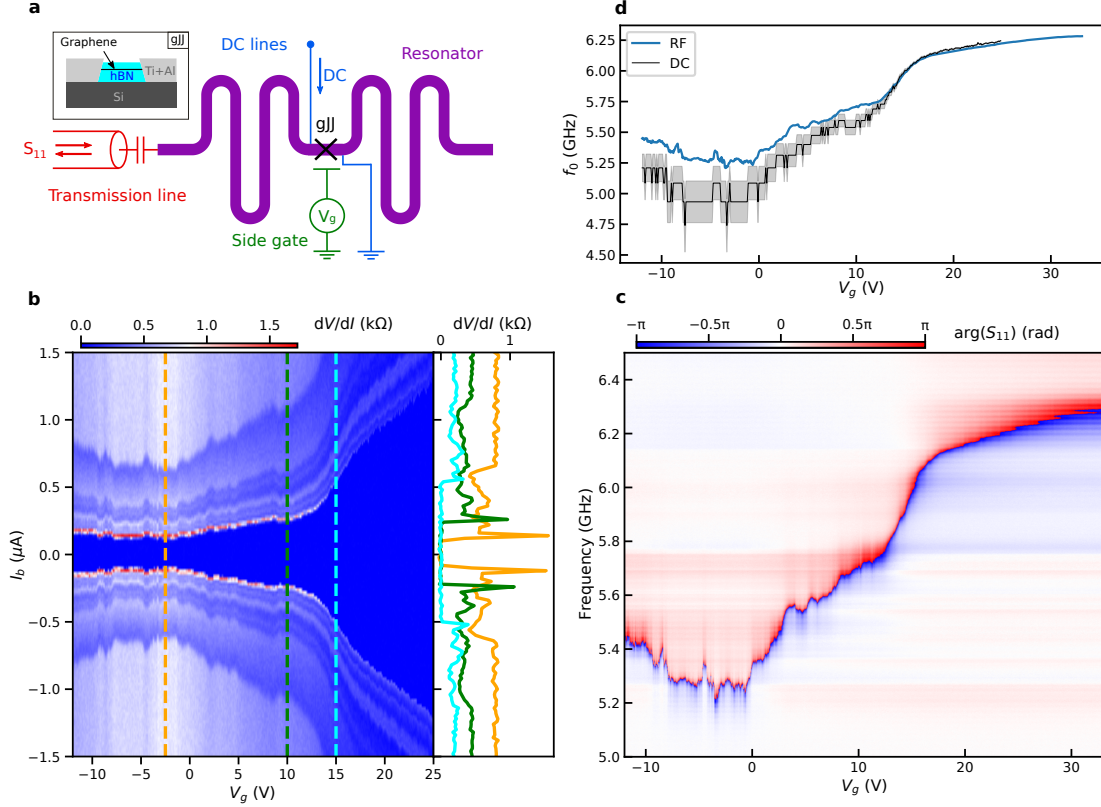 a
gJJ
Graphene
hBN
Ti+Al
Si
DC lines
DC
Resonator
gJJ
S₁₁
Transmission line
V₉
Side gate
d
6.25
6.00
5.75
5.50
5.25
5.00
4.75
4.50
f₀ (GHz)
RF
DC
−10
0
10
20
30
V_g (V)
b
dV/dI (kΩ)
0.0
0.5
1.0
1.5
dV/dI (kΩ)
0
1
1.5
1.0
0.5
0.0
−0.5
−1.0
−1.5
I_b (μA)
−10
−5
0
5
10
15
20
25
V_g (V)
c
−π
−0.5π
0
0.5π
π
arg(S₁₁) (rad)
6.4
6.2
6.0
5.8
5.6
5.4
5.2
5.0
Frequency (GHz)
−10
0
10
20
30
V_g (V)